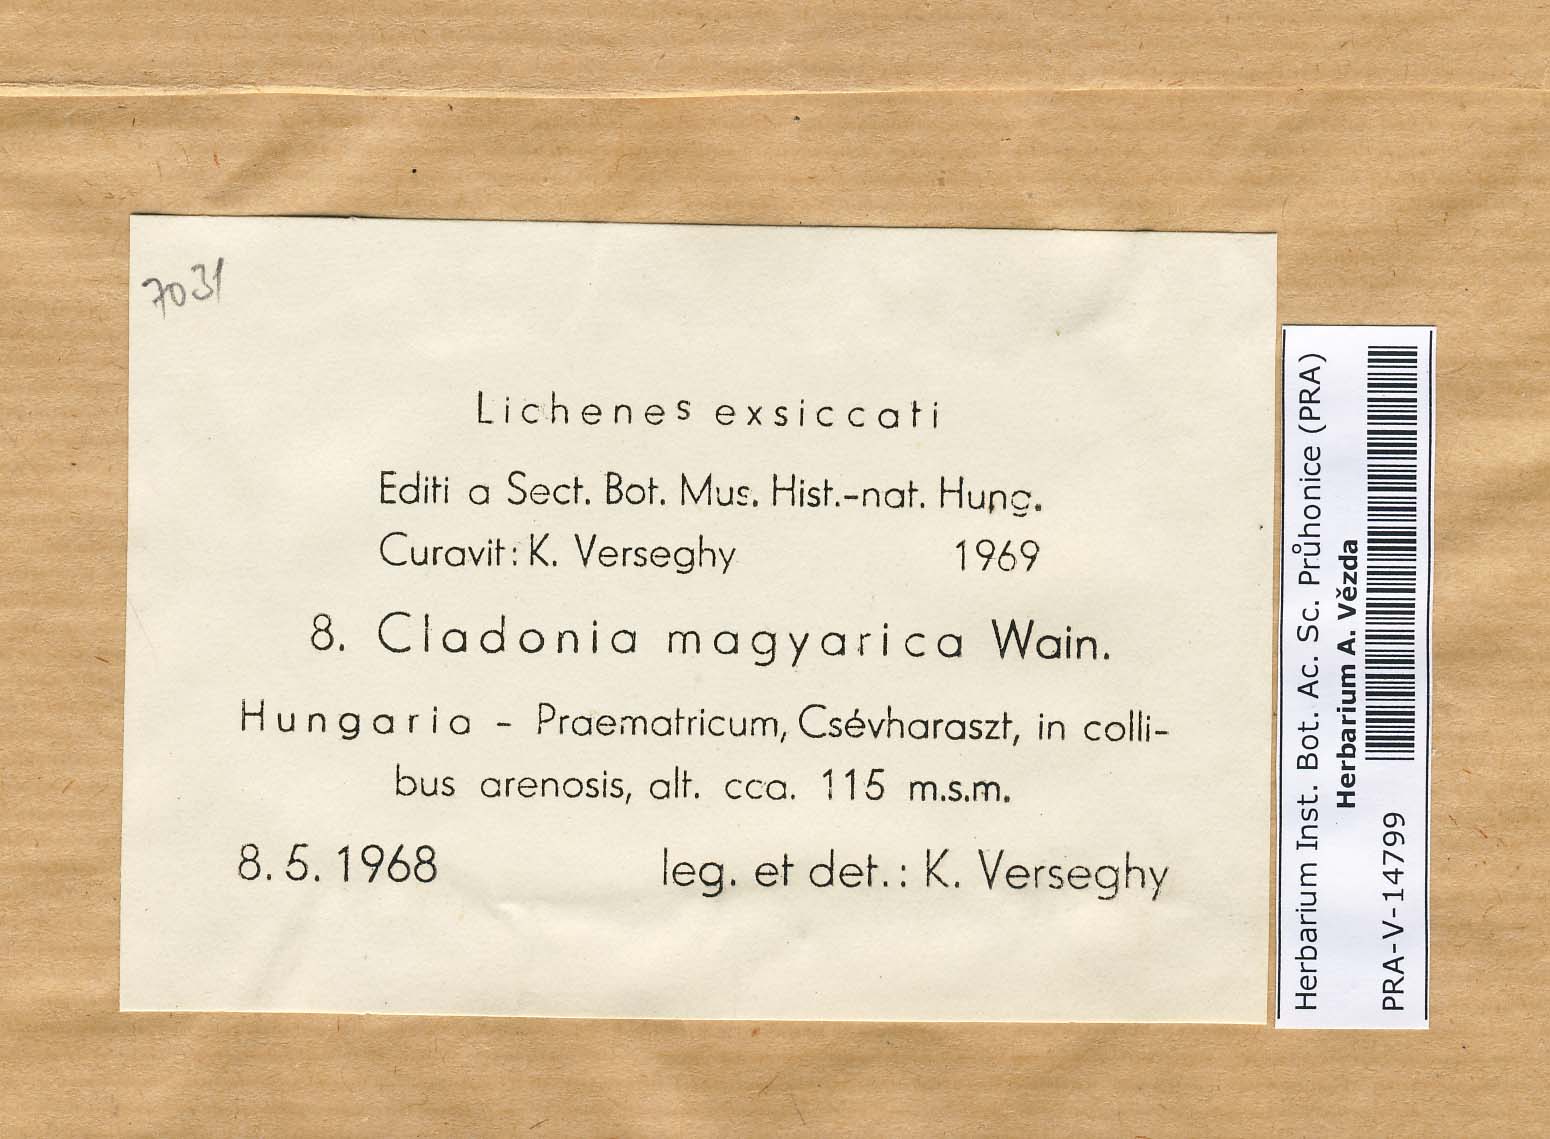 7031
Lichenes exsiccati
Editi a Sect. Bot. Mus. Hist.-nat. Hung.
Curavit: K. Verseghy 1969
8. Cladonia magyarica Wain.
Hungaria - Praematricum, Csévharaszt, in colli-
bus arenosis, alt. cca. 115 m.s.m.
8. 5. 1968 leg. et det.: K. Verseghy
Herbarium Inst. Bot. Ac. Sc. Průhonice (PRA)
Herbarium A. Vězda
PRA-V-14799